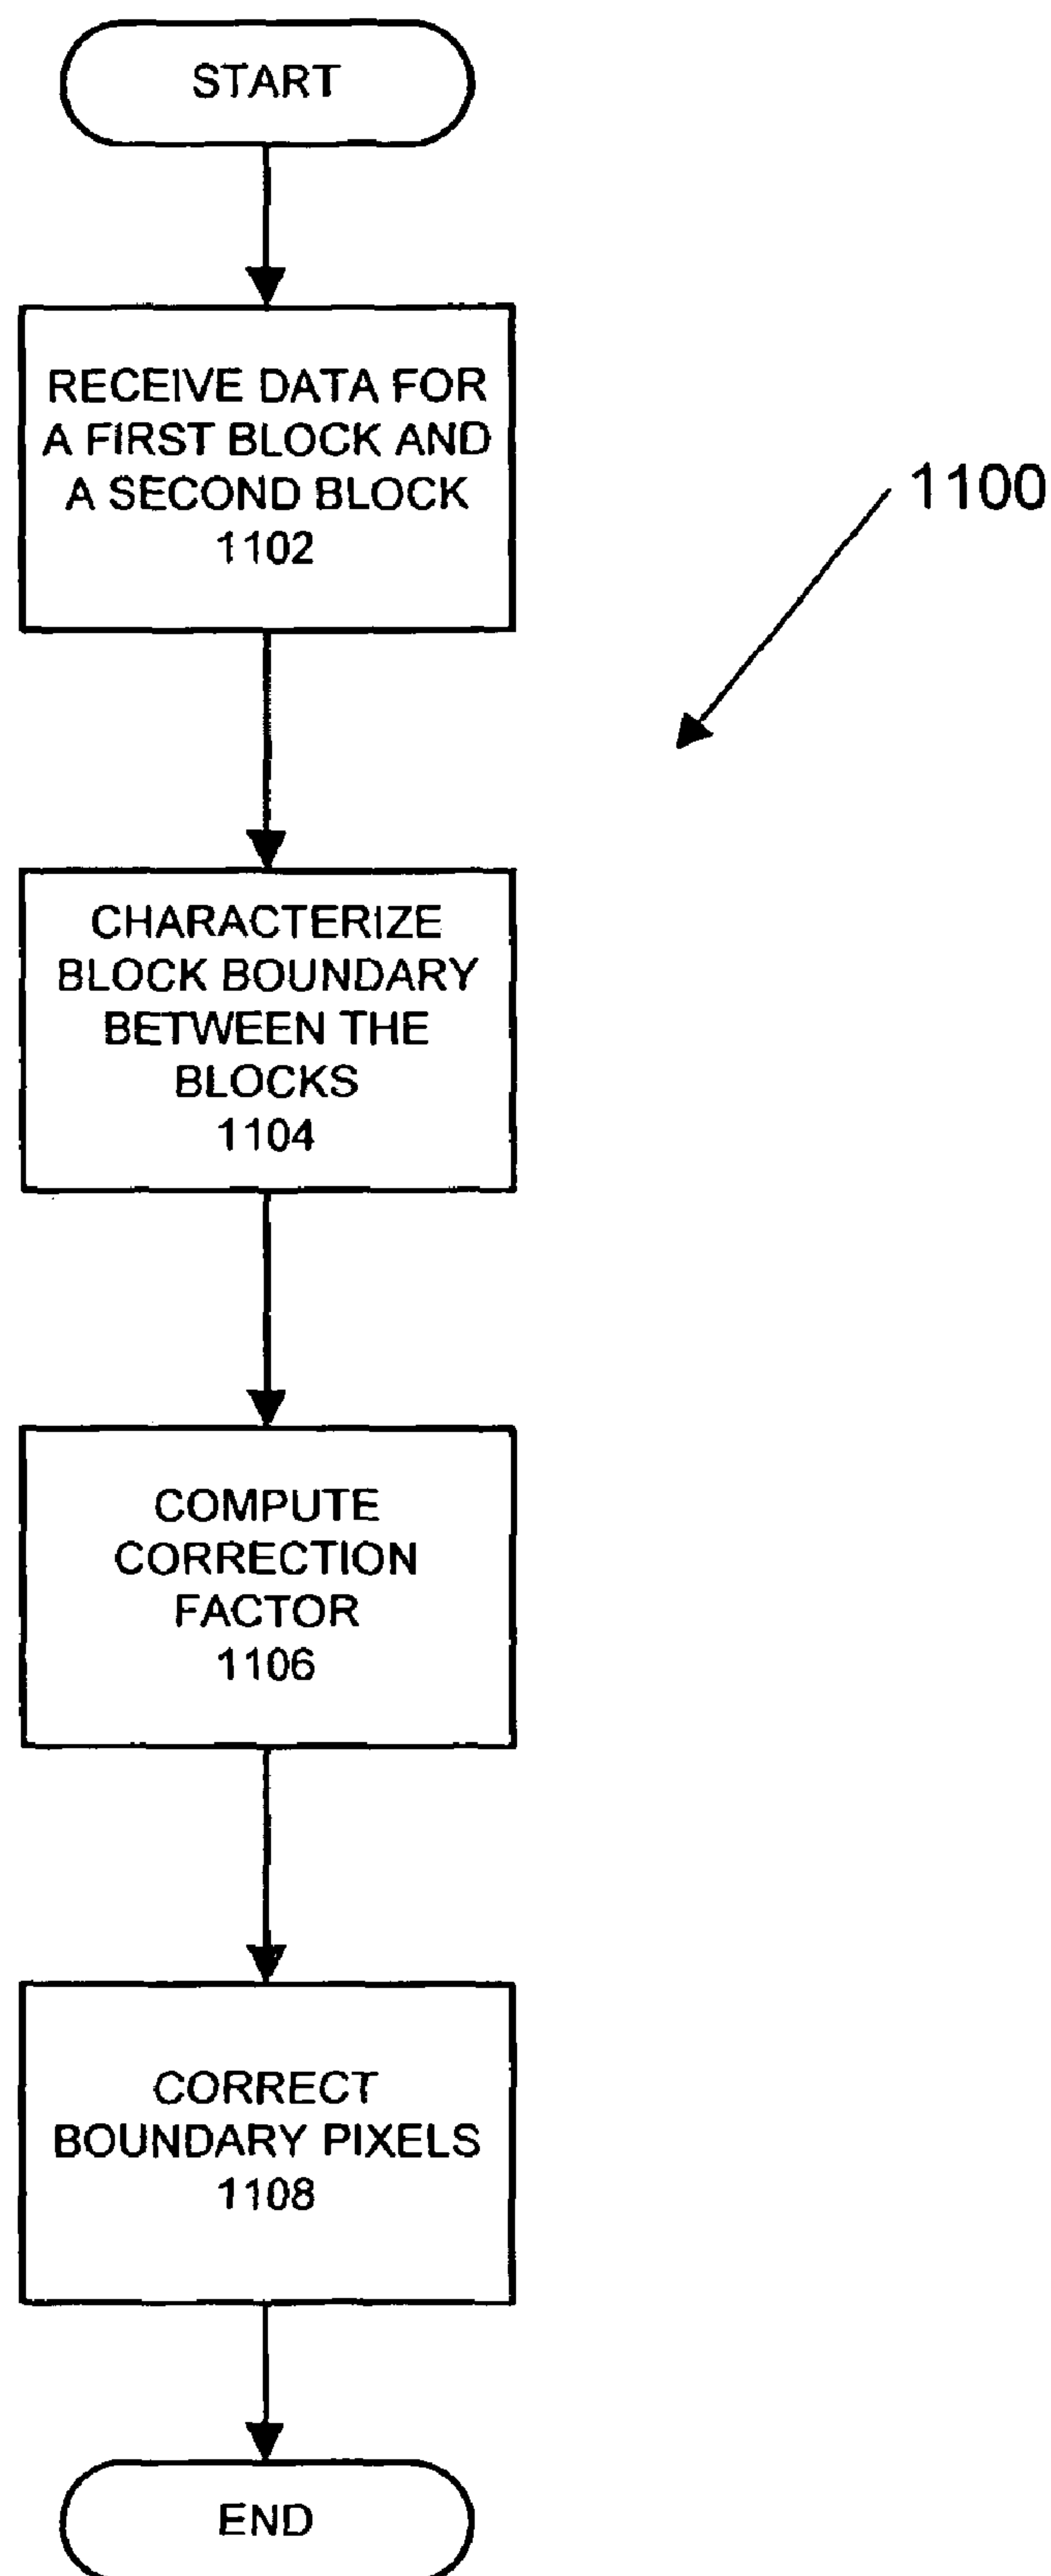 START
RECEIVE DATA FOR
A FIRST BLOCK AND
A SECOND BLOCK
1102
1100
CHARACTERIZE
BLOCK BOUNDARY
BETWEEN THE
BLOCKS
1104
COMPUTE
CORRECTION
FACTOR
1106
CORRECT
BOUNDARY PIXELS
1108
END